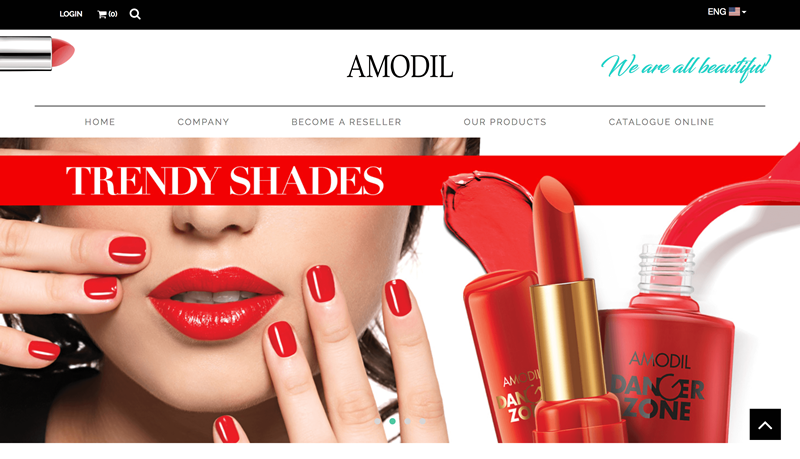 LOGIN (0) ENG
AMODIL
We are all beautiful
HOME COMPANY BECOME A RESELLER OUR PRODUCTS CATALOGUE ONLINE
TRENDY SHADES
AMODIL
DANGER
ZONE
AMODIL
DANGER
ZONE